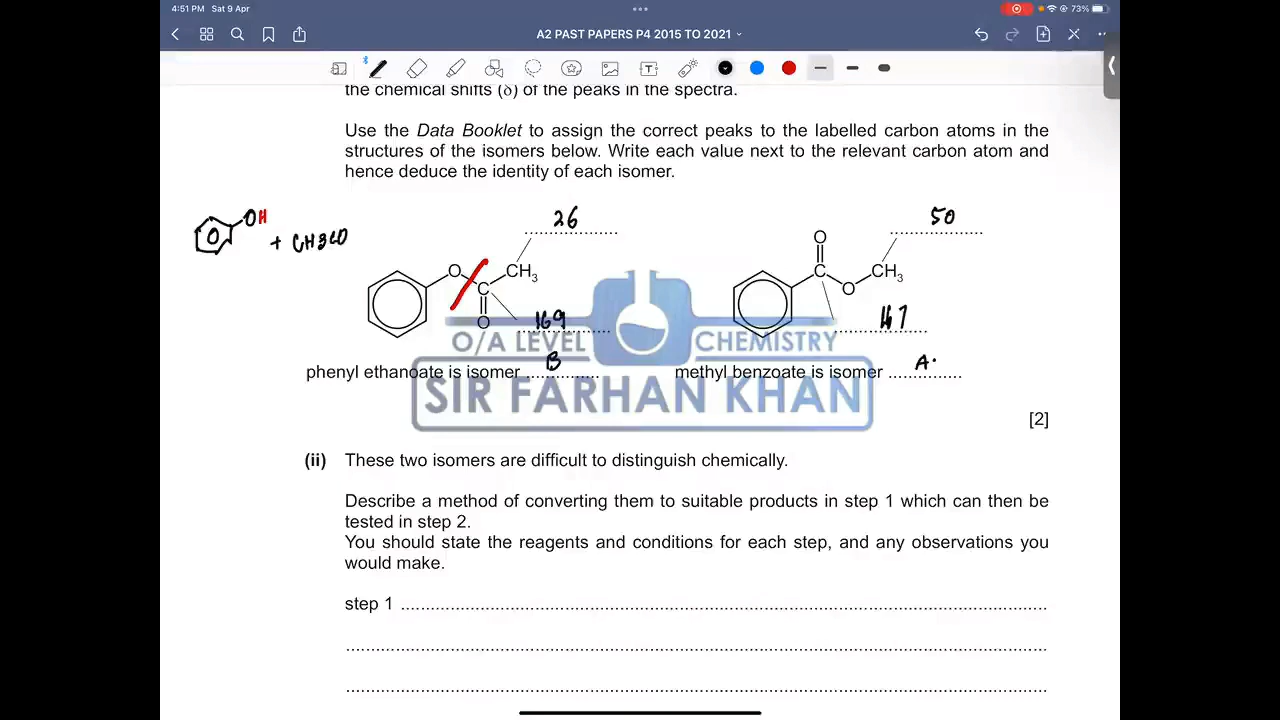 4:51 PM Sat 9 Apr
73%
A2 PAST PAPERS P4 2015 TO 2021
the chemical shifts (δ) of the peaks in the spectra.
Use the Data Booklet to assign the correct peaks to the labelled carbon atoms in the
structures of the isomers below. Write each value next to the relevant carbon atom and
hence deduce the identity of each isomer.
OH
+ CH3CO
26
50
O
O
CH3
C
O
C
CH3
O
169
167
O/A LEVEL CHEMISTRY
phenyl ethanoate is isomer ............... B
methyl benzoate is isomer ............... A.
SIR FARHAN KHAN
[2]
(ii) These two isomers are difficult to distinguish chemically.
Describe a method of converting them to suitable products in step 1 which can then be
tested in step 2.
You should state the reagents and conditions for each step, and any observations you
would make.
step 1